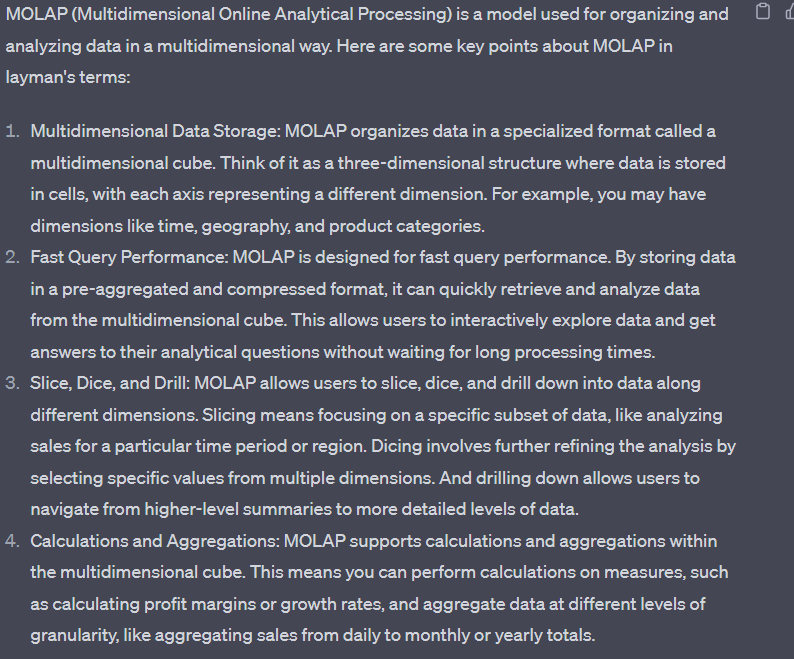 MOLAP (Multidimensional Online Analytical Processing) is a model used for organizing and
analyzing data in a multidimensional way. Here are some key points about MOLAP in
layman's terms:
1. Multidimensional Data Storage: MOLAP organizes data in a specialized format called a
multidimensional cube. Think of it as a three-dimensional structure where data is stored
in cells, with each axis representing a different dimension. For example, you may have
dimensions like time, geography, and product categories.
2. Fast Query Performance: MOLAP is designed for fast query performance. By storing data
in a pre-aggregated and compressed format, it can quickly retrieve and analyze data
from the multidimensional cube. This allows users to interactively explore data and get
answers to their analytical questions without waiting for long processing times.
3. Slice, Dice, and Drill: MOLAP allows users to slice, dice, and drill down into data along
different dimensions. Slicing means focusing on a specific subset of data, like analyzing
sales for a particular time period or region. Dicing involves further refining the analysis by
selecting specific values from multiple dimensions. And drilling down allows users to
navigate from higher-level summaries to more detailed levels of data.
4. Calculations and Aggregations: MOLAP supports calculations and aggregations within
the multidimensional cube. This means you can perform calculations on measures, such
as calculating profit margins or growth rates, and aggregate data at different levels of
granularity, like aggregating sales from daily to monthly or yearly totals.